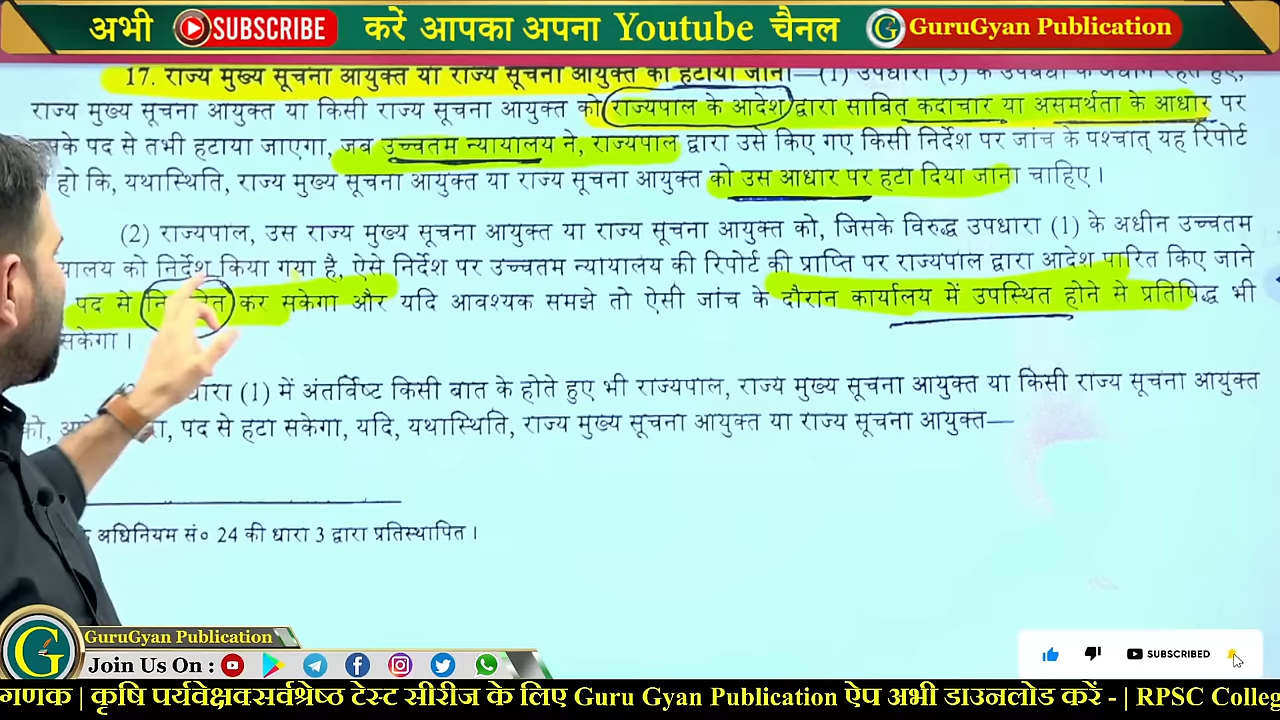 अभी SUBSCRIBE करें आपका अपना Youtube चैनल GuruGyan Publication
17. राज्य मुख्य सूचना आयुक्त या राज्य सूचना आयुक्त का हटाया जाना—(1) उपधारा (3) के उपबंधों के अधीन रहते हुए,
राज्य मुख्य सूचना आयुक्त या किसी राज्य सूचना आयुक्त को राज्यपाल के आदेश द्वारा साबित कदाचार या असमर्थता के आधार पर
के पद से तभी हटाया जाएगा, जब उच्चतम न्यायालय ने, राज्यपाल द्वारा उसे किए गए किसी निर्देश पर जांच के पश्चात् यह रिपोर्ट
हो कि, यथास्थिति, राज्य मुख्य सूचना आयुक्त या राज्य सूचना आयुक्त को उस आधार पर हटा दिया जाना चाहिए ।
(2) राज्यपाल, उस राज्य मुख्य सूचना आयुक्त या राज्य सूचना आयुक्त को, जिसके विरुद्ध उपधारा (1) के अधीन उच्चतम
यालय को निर्देश किया गया है, ऐसे निर्देश पर उच्चतम न्यायालय की रिपोर्ट की प्राप्ति पर राज्यपाल द्वारा आदेश पारित किए जाने
पद से कर सकेगा और यदि आवश्यक समझे तो ऐसी जांच के दौरान कार्यालय में उपस्थित होने से प्रतिषिद्ध भी
सकेगा ।
धारा (1) में अंतर्विष्ट किसी बात के होते हुए भी राज्यपाल, राज्य मुख्य सूचना आयुक्त या किसी राज्य सूचना आयुक्त
को, पद से हटा सकेगा, यदि, यथास्थिति, राज्य मुख्य सूचना आयुक्त या राज्य सूचना आयुक्त—
अधिनियम सं० 24 की धारा 3 द्वारा प्रतिस्थापित ।
GuruGyan Publication
Join Us On :
SUBSCRIBED
गणक | कृषि पर्यवेक्षक सर्वश्रेष्ठ टेस्ट सीरीज के लिए Guru Gyan Publication ऐप अभी डाउनलोड करें - | RPSC Colleg